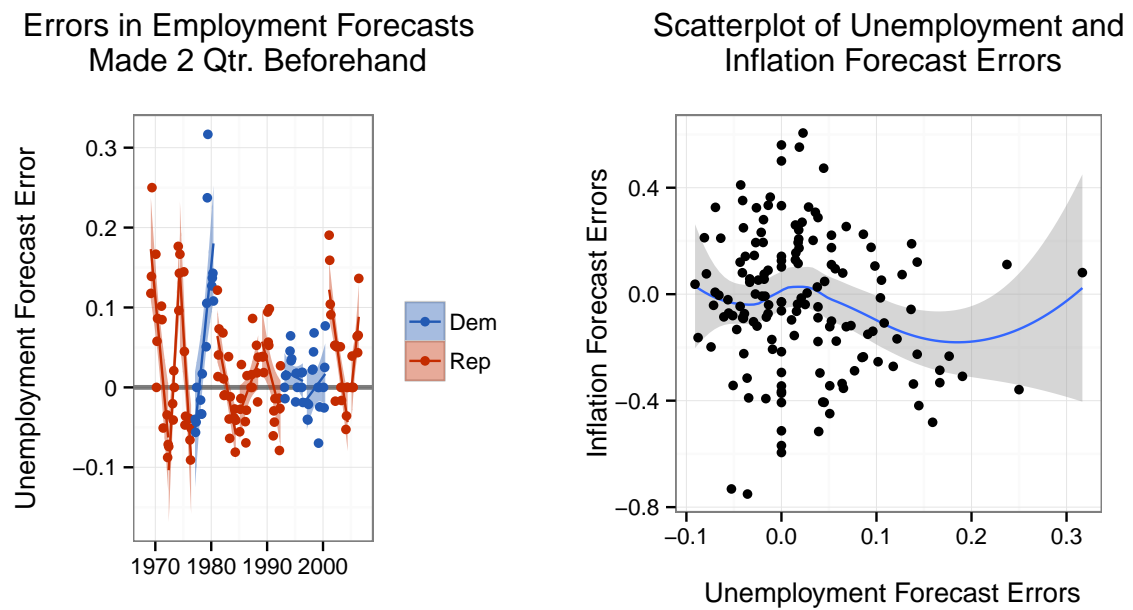 Errors in Employment Forecasts
Made 2 Qtr. Beforehand
Unemployment Forecast Error
0.3
0.2
0.1
0
−0.1
1970 1980 1990 2000
Dem
Rep
Scatterplot of Unemployment and
Inflation Forecast Errors
Inflation Forecast Errors
0.4
0.0
−0.4
−0.8
−0.1 0.0 0.1 0.2 0.3
Unemployment Forecast Errors